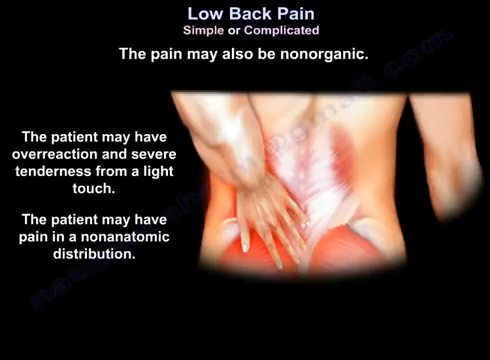 Low Back Pain
Simple or Complicated
The pain may also be nonorganic.
The patient may have
overreaction and severe
tenderness from a light
touch.
The patient may have
pain in a nonanatomic
distribution.